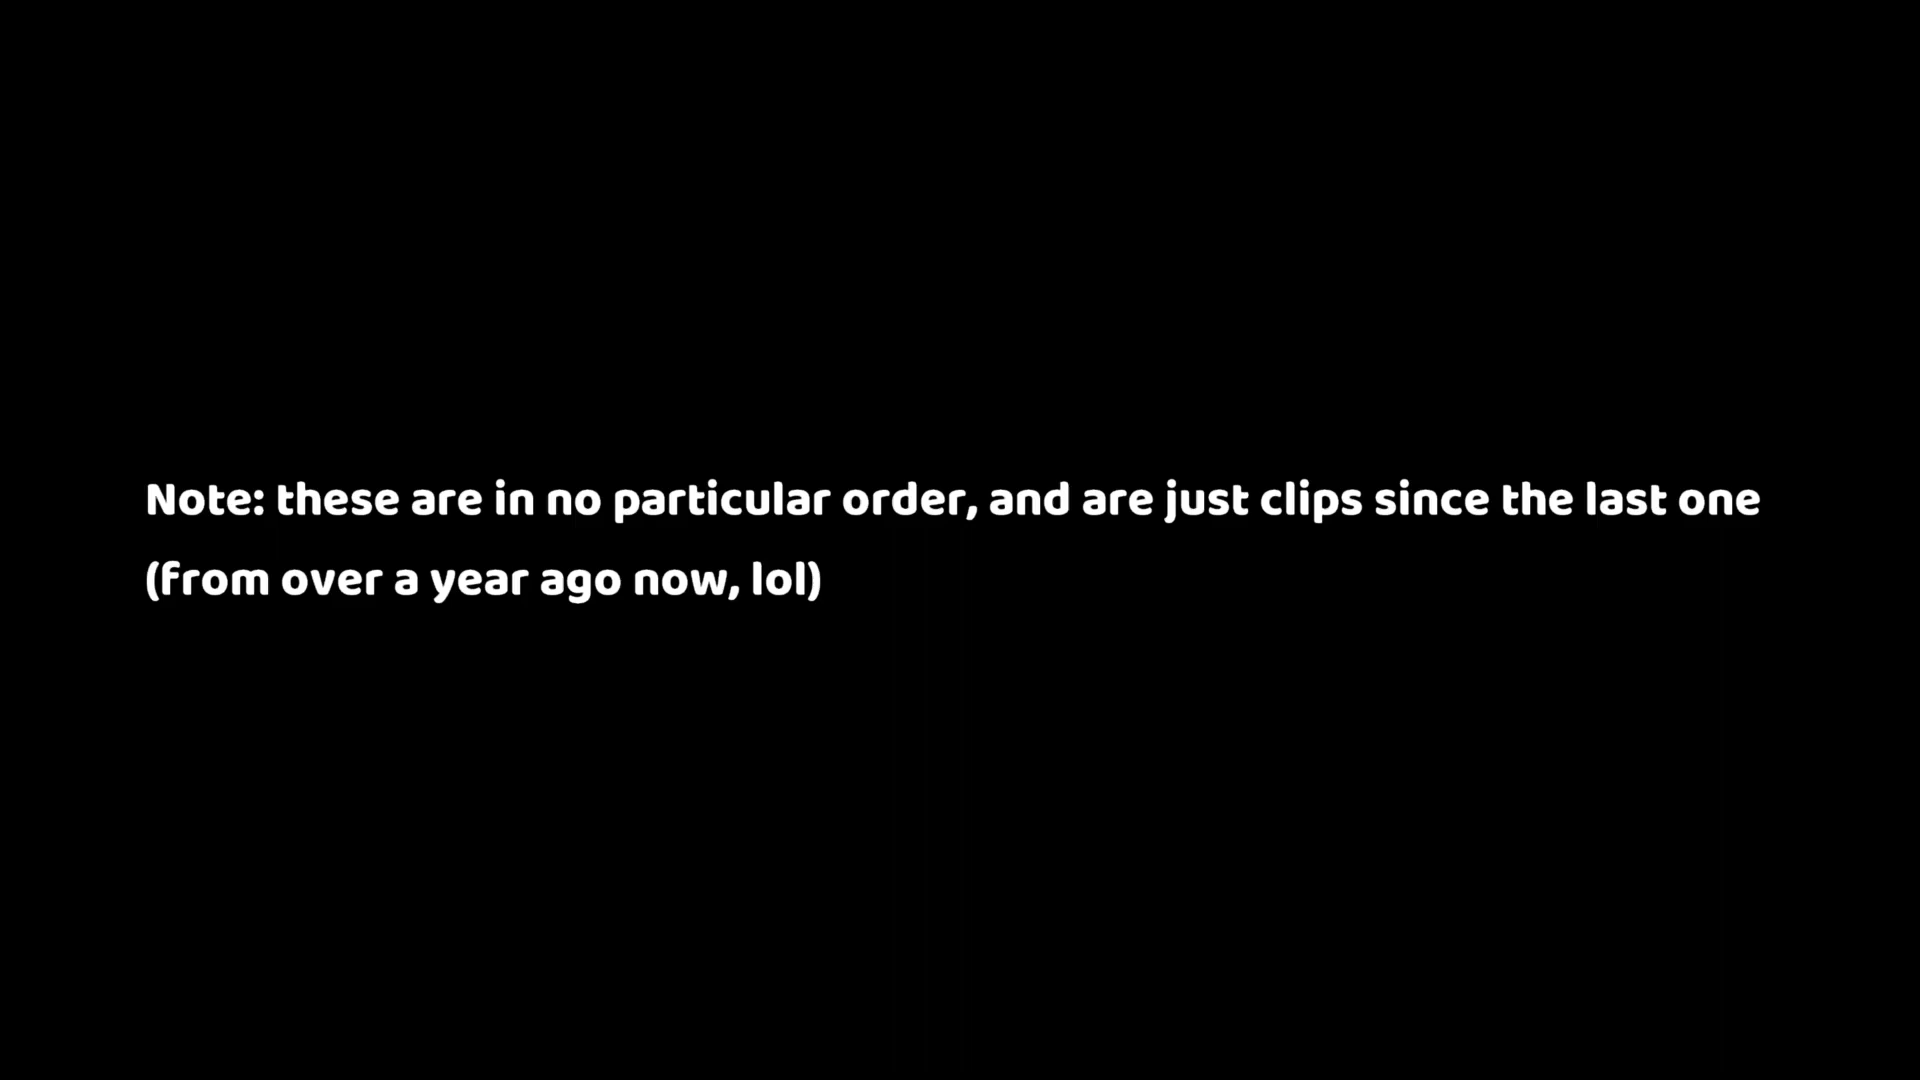 Note: these are in no particular order, and are just clips since the last one
(from over a year ago now, lol)